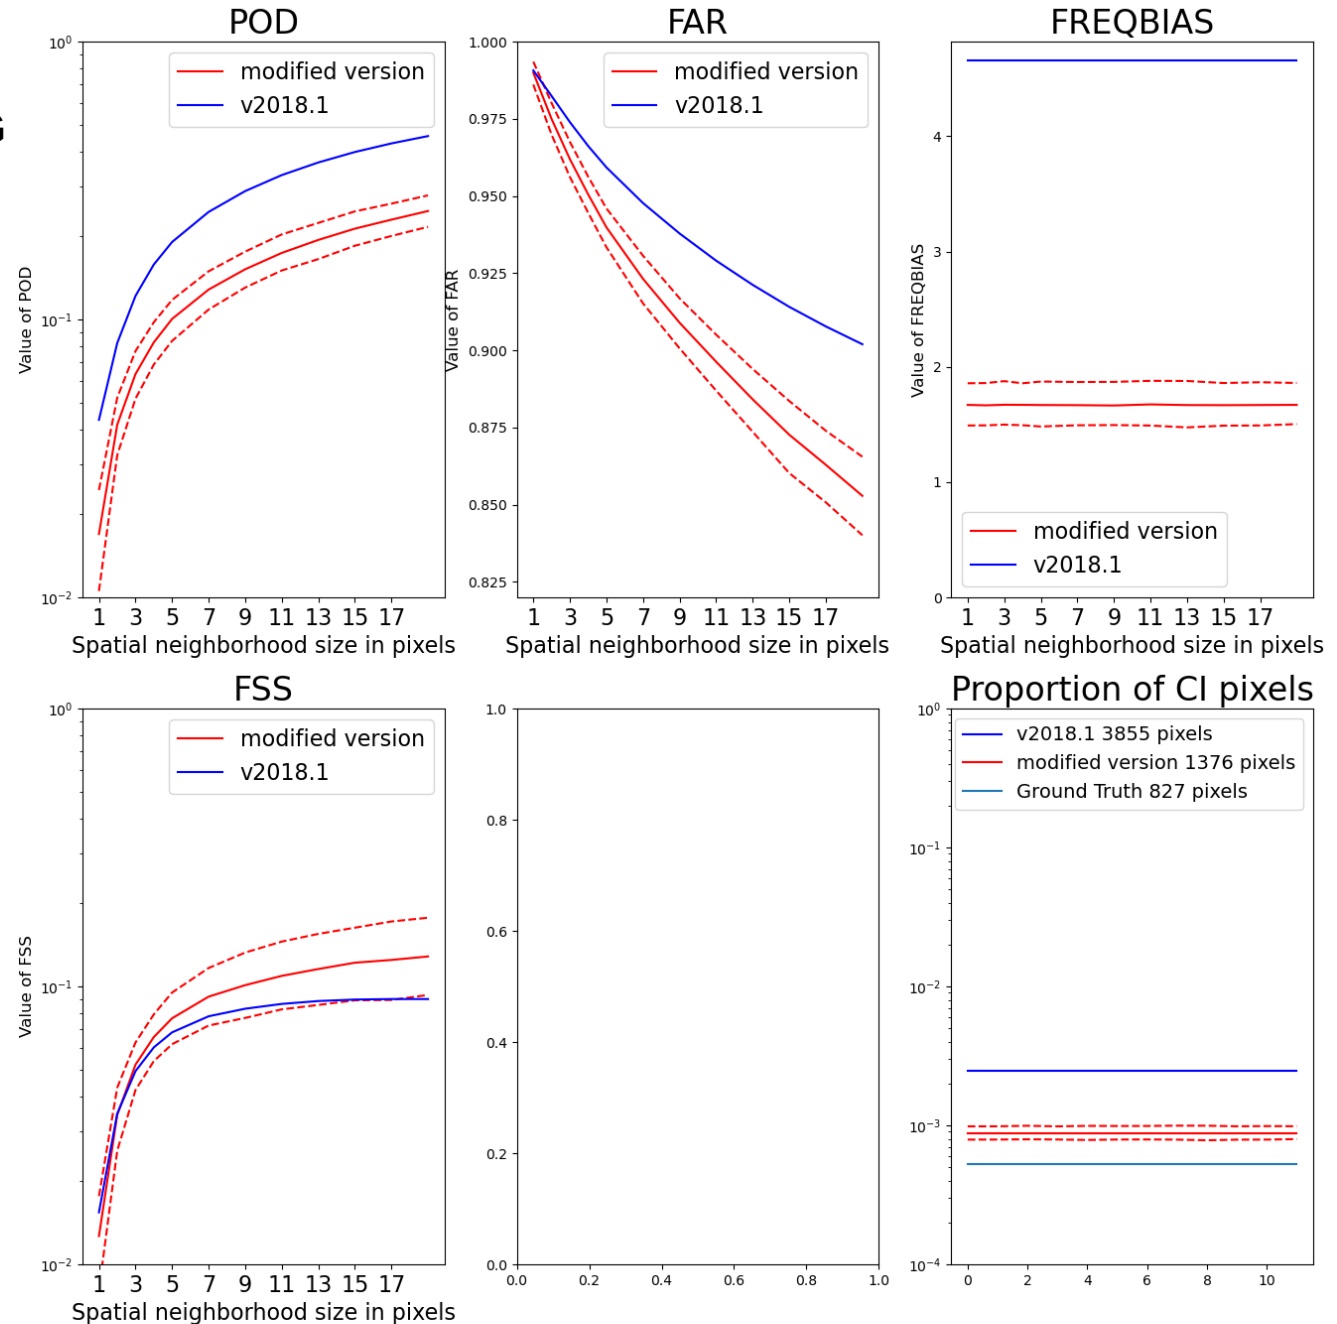 POD
FAR
FREQBIAS
10⁰
modified version
v2018.1
10⁻¹
10⁻²
Value of POD
1 3 5 7 9 11 13 15 17
Spatial neighborhood size in pixels
1.000
0.975
0.950
0.925
0.900
0.875
0.850
0.825
modified version
v2018.1
Value of FAR
1 3 5 7 9 11 13 15 17
Spatial neighborhood size in pixels
4
3
2
1
0
Value of FREQBIAS
modified version
v2018.1
1 3 5 7 9 11 13 15 17
Spatial neighborhood size in pixels
FSS
10⁰
modified version
v2018.1
10⁻¹
10⁻²
Value of FSS
1 3 5 7 9 11 13 15 17
Spatial neighborhood size in pixels
1.0
0.8
0.6
0.4
0.2
0.0
0.0 0.2 0.4 0.6 0.8 1.0
Proportion of CI pixels
10⁰
v2018.1 3855 pixels
modified version 1376 pixels
Ground Truth 827 pixels
10⁻¹
10⁻²
10⁻³
10⁻⁴
0 2 4 6 8 10